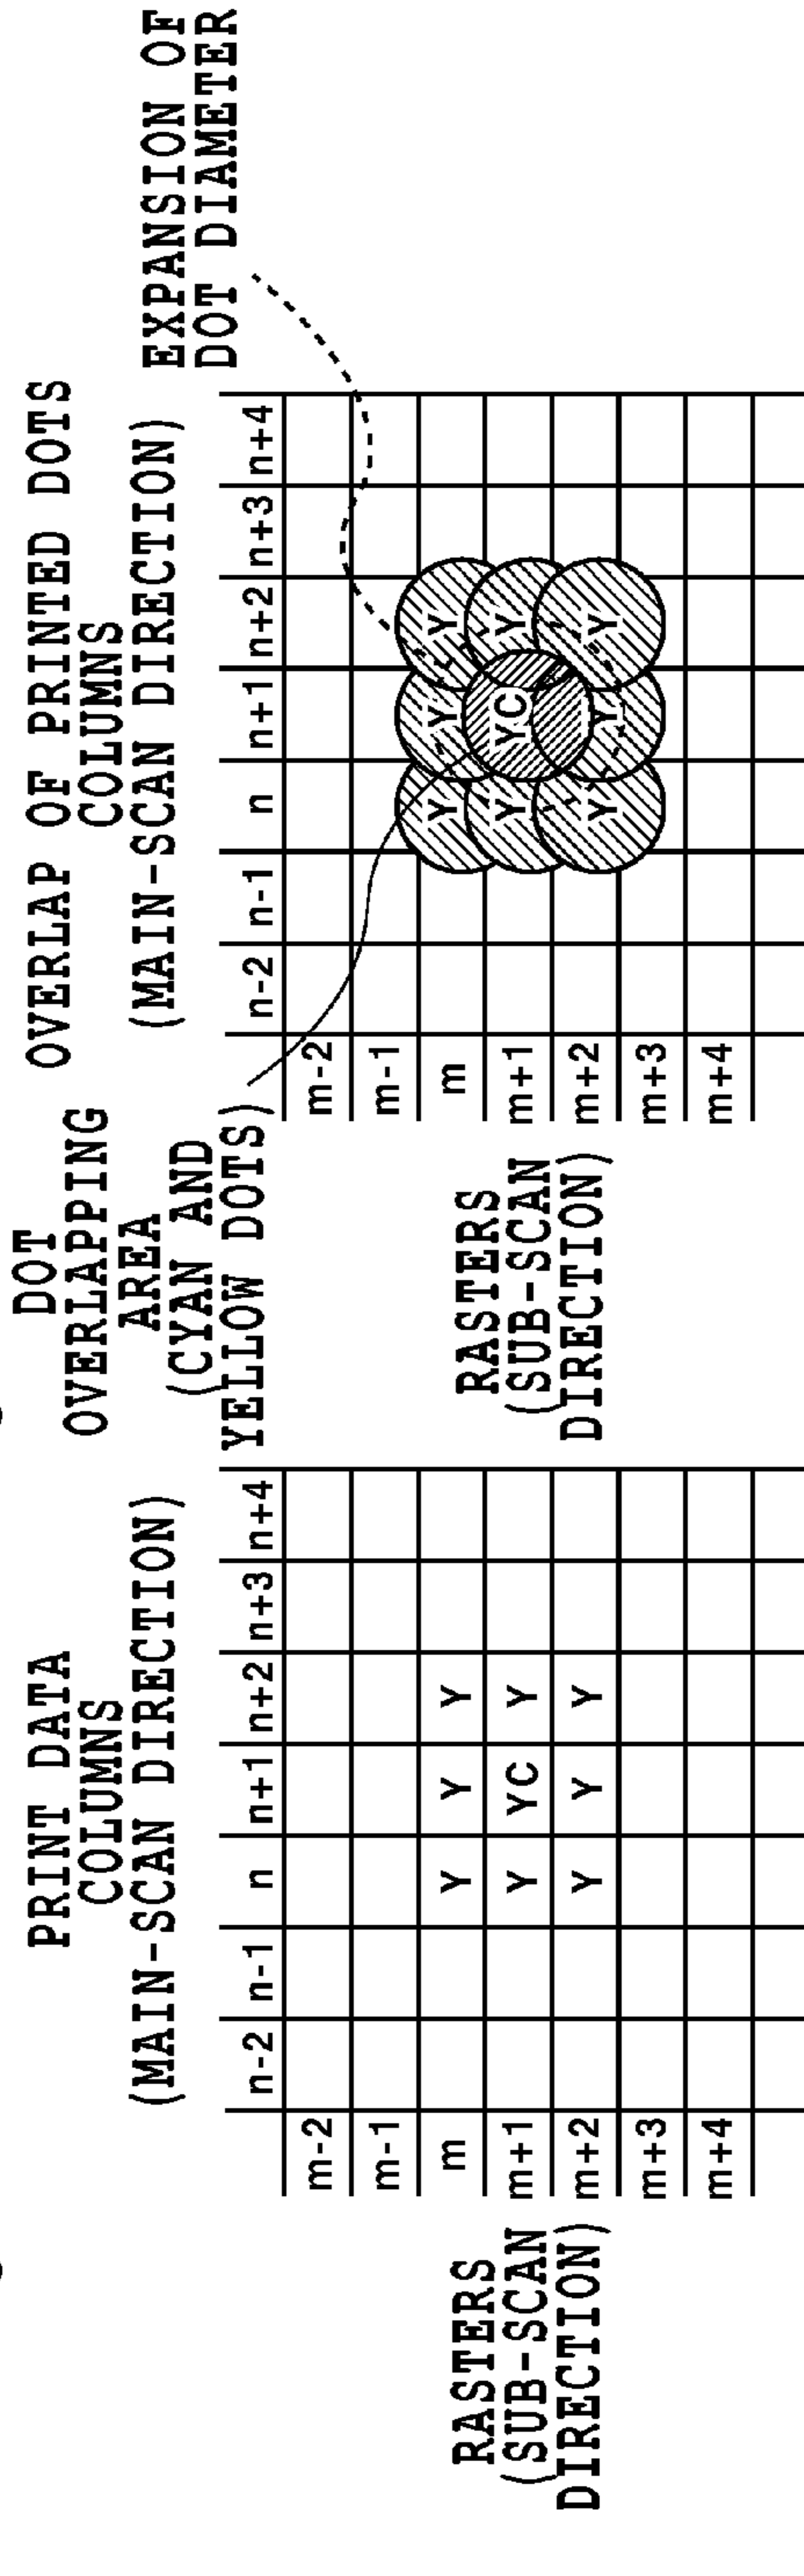 PRINT DATA
COLUMNS
(MAIN-SCAN DIRECTION)
n-2 n-1 n n+1 n+2 n+3 n+4
RASTERS
(SUB-SCAN
DIRECTION)
m-2
m-1
m Y Y Y
m+1 Y YC Y
m+2 Y Y Y
m+3
m+4
DOT
OVERLAPPING
AREA
(CYAN AND
YELLOW DOTS)
OVERLAP OF PRINTED DOTS
COLUMNS
(MAIN-SCAN DIRECTION)
EXPANSION OF
DOT DIAMETER
n-2 n-1 n n+1 n+2 n+3 n+4
RASTERS
(SUB-SCAN
DIRECTION)
m-2
m-1
m Y Y Y
m+1 Y YC Y
m+2 Y Y Y
m+3
m+4